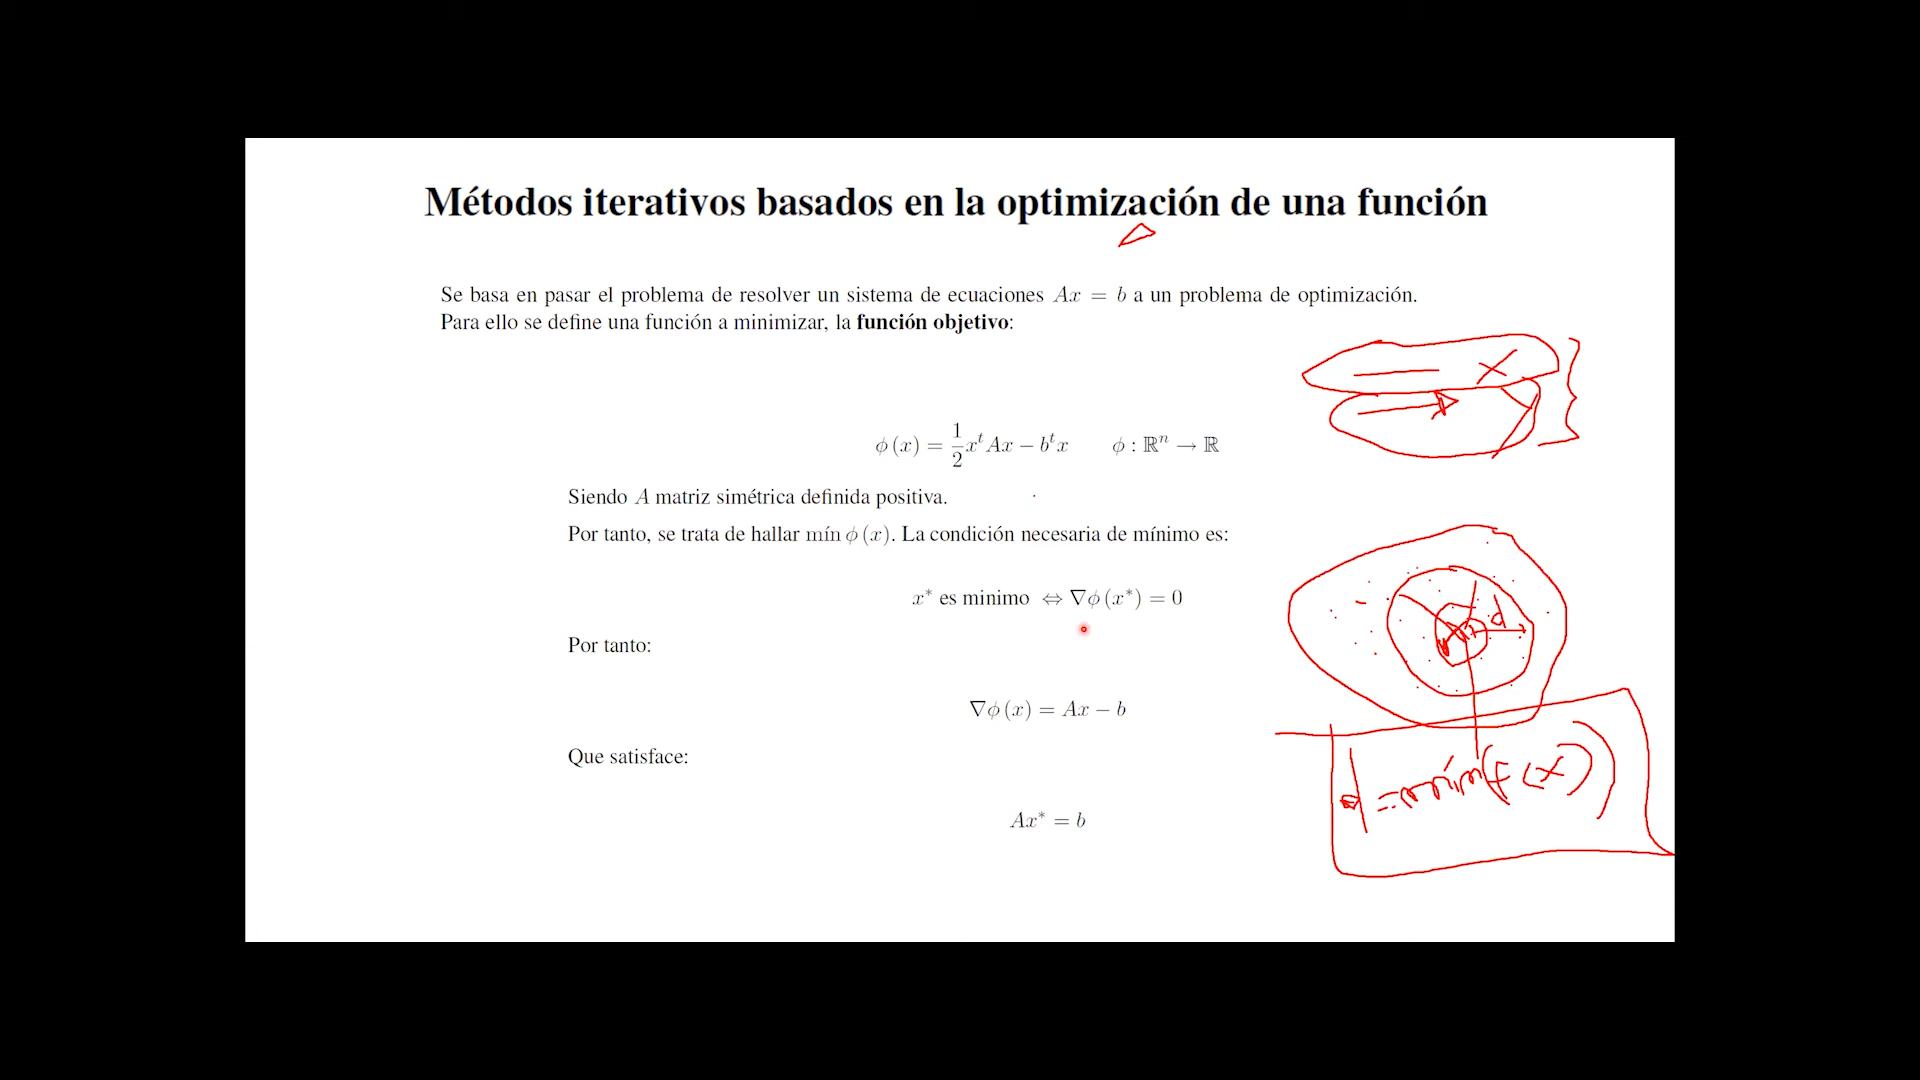 Métodos iterativos basados en la optimización de una función
Se basa en pasar el problema de resolver un sistema de ecuaciones Ax = b a un problema de optimización.
Para ello se define una función a minimizar, la función objetivo:
ϕ (x) = 1/2 xᵗ Ax − bᵗ x ϕ : ℝⁿ → ℝ
Siendo A matriz simétrica definida positiva.
Por tanto, se trata de hallar mín ϕ (x). La condición necesaria de mínimo es:
x* es minimo ⇔ ∇ϕ (x*) = 0
d
Por tanto:
∇ϕ (x) = Ax − b
Que satisface:
d = mín(f(x))
Ax* = b